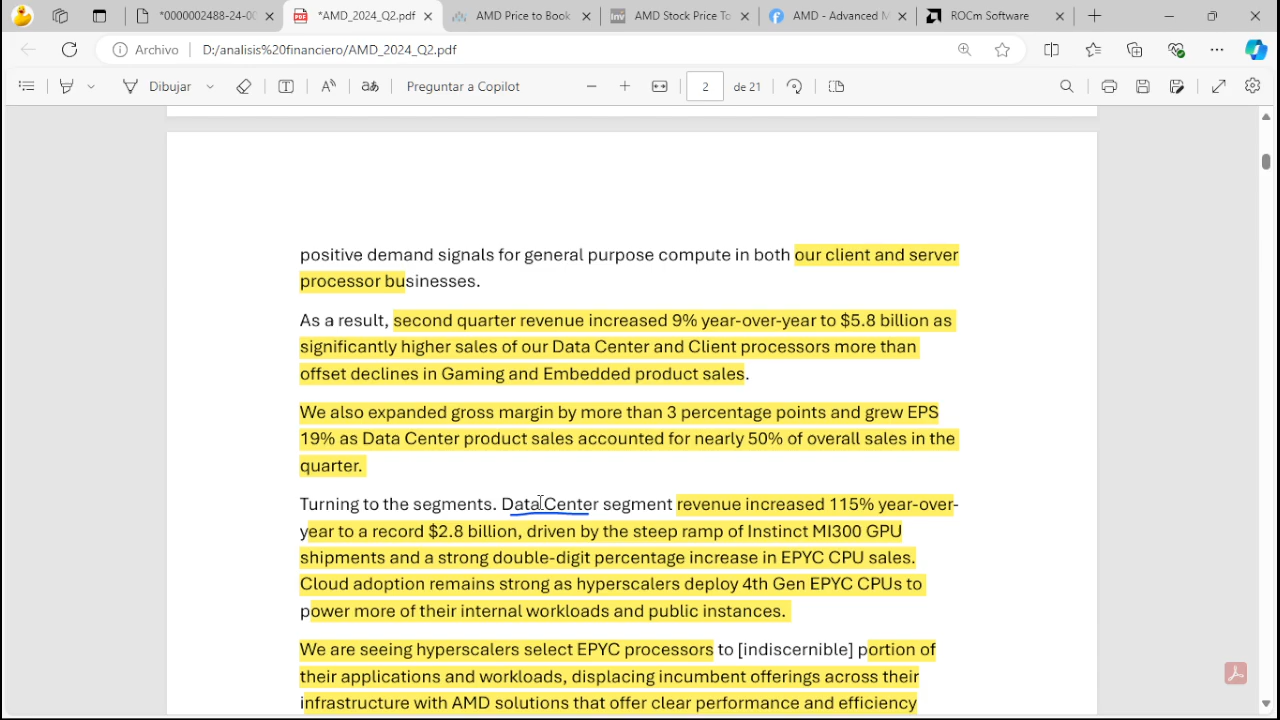 *0000002488-24-00
*AMD_2024_Q2.pdf
AMD Price to Book
AMD Stock Price To
AMD - Advanced M
ROCm Software
Archivo
D:/analisis%20financiero/AMD_2024_Q2.pdf
Dibujar
Preguntar a Copilot
2
de 21
positive demand signals for general purpose compute in both our client and server
processor businesses.
As a result, second quarter revenue increased 9% year-over-year to $5.8 billion as
significantly higher sales of our Data Center and Client processors more than
offset declines in Gaming and Embedded product sales.
We also expanded gross margin by more than 3 percentage points and grew EPS
19% as Data Center product sales accounted for nearly 50% of overall sales in the
quarter.
Turning to the segments. Data Center segment revenue increased 115% year-over-
year to a record $2.8 billion, driven by the steep ramp of Instinct MI300 GPU
shipments and a strong double-digit percentage increase in EPYC CPU sales.
Cloud adoption remains strong as hyperscalers deploy 4th Gen EPYC CPUs to
power more of their internal workloads and public instances.
We are seeing hyperscalers select EPYC processors to [indiscernible] portion of
their applications and workloads, displacing incumbent offerings across their
infrastructure with AMD solutions that offer clear performance and efficiency